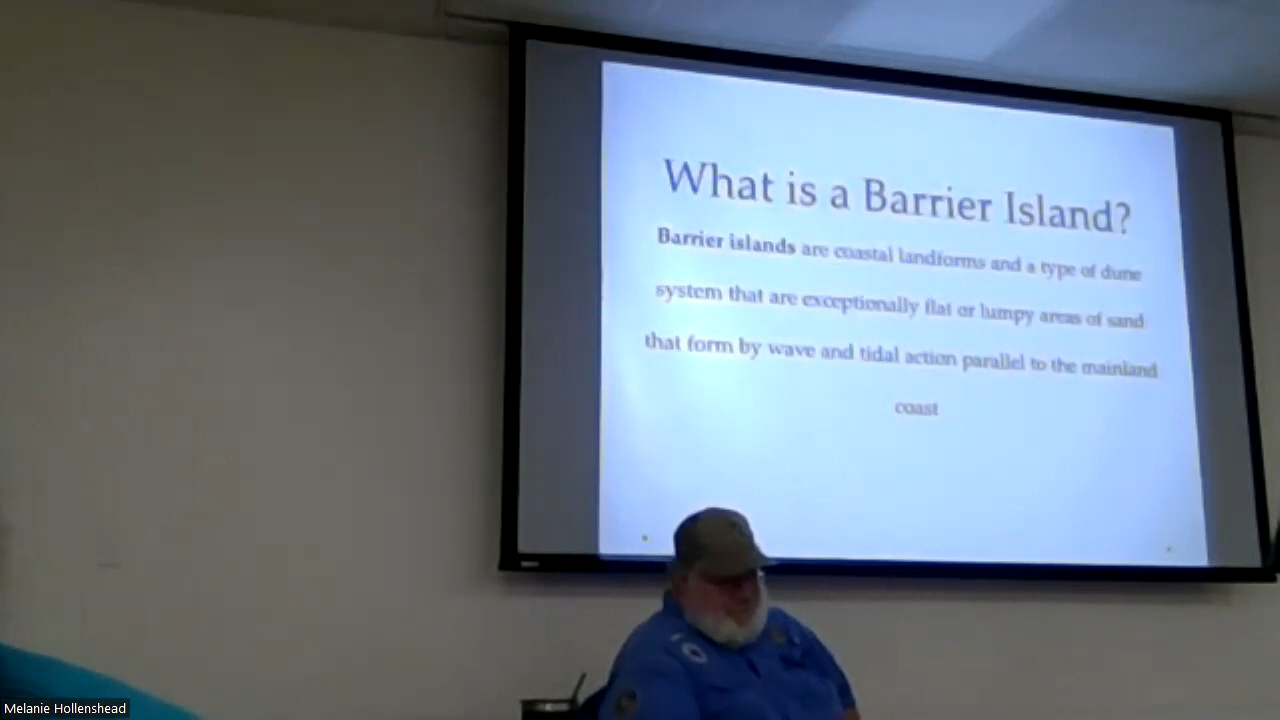 What is a Barrier Island?
Barrier islands are coastal landforms and a type of dune
system that are exceptionally flat or lumpy areas of sand
that form by wave and tidal action parallel to the mainland
coast
Melanie Hollenshead